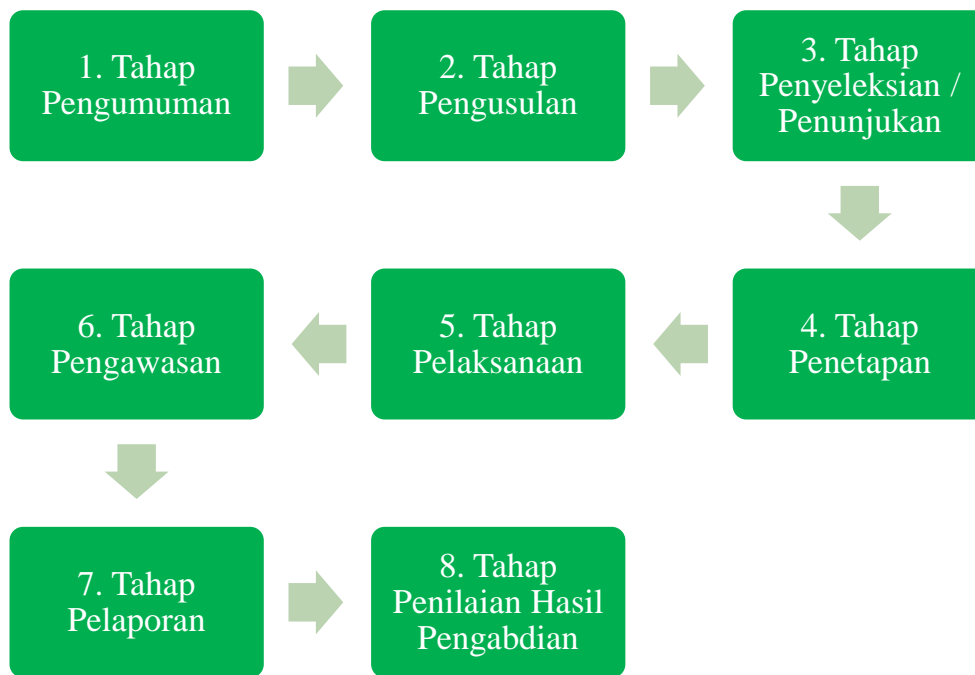 1. Tahap
Pengumuman
2. Tahap
Pengusulan
3. Tahap
Penyeleksian /
Penunjukan
4. Tahap
Penetapan
5. Tahap
Pelaksanaan
6. Tahap
Pengawasan
7. Tahap
Pelaporan
8. Tahap
Penilaian Hasil
Pengabdian